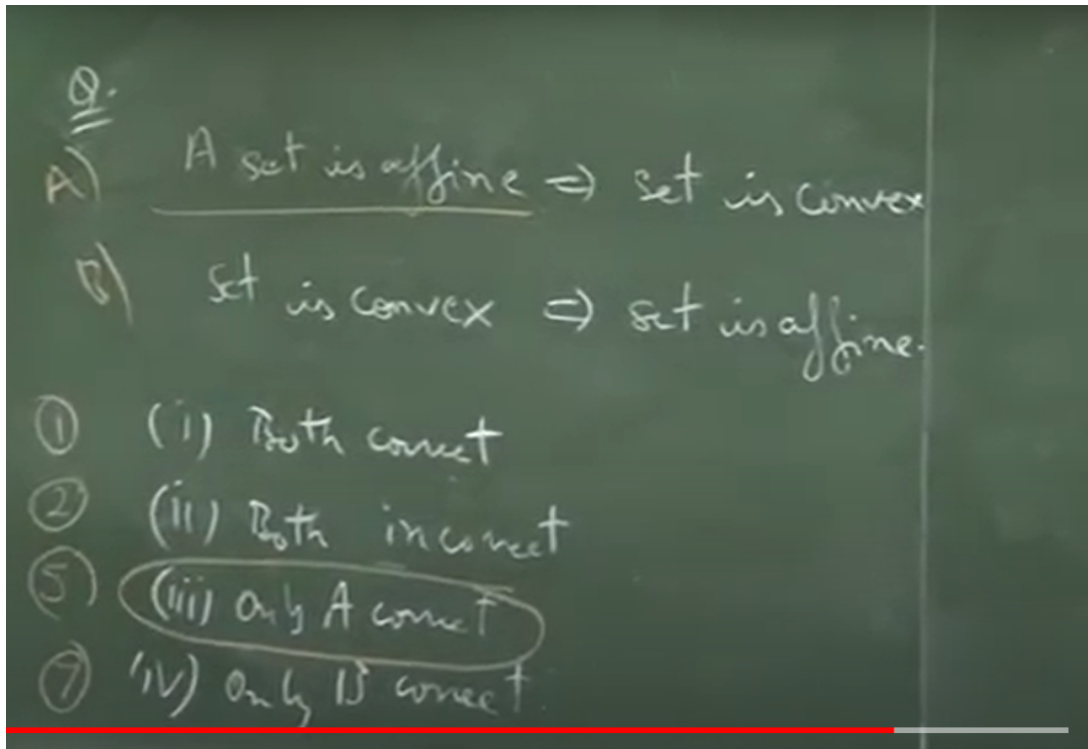 Q.
A) A set is affine ⇒ set is convex
B) Set is convex ⇒ set is affine.
① (i) Both correct
② (ii) Both incorrect
⑤ (iii) Only A correct
⑦ (iv) Only B correct.